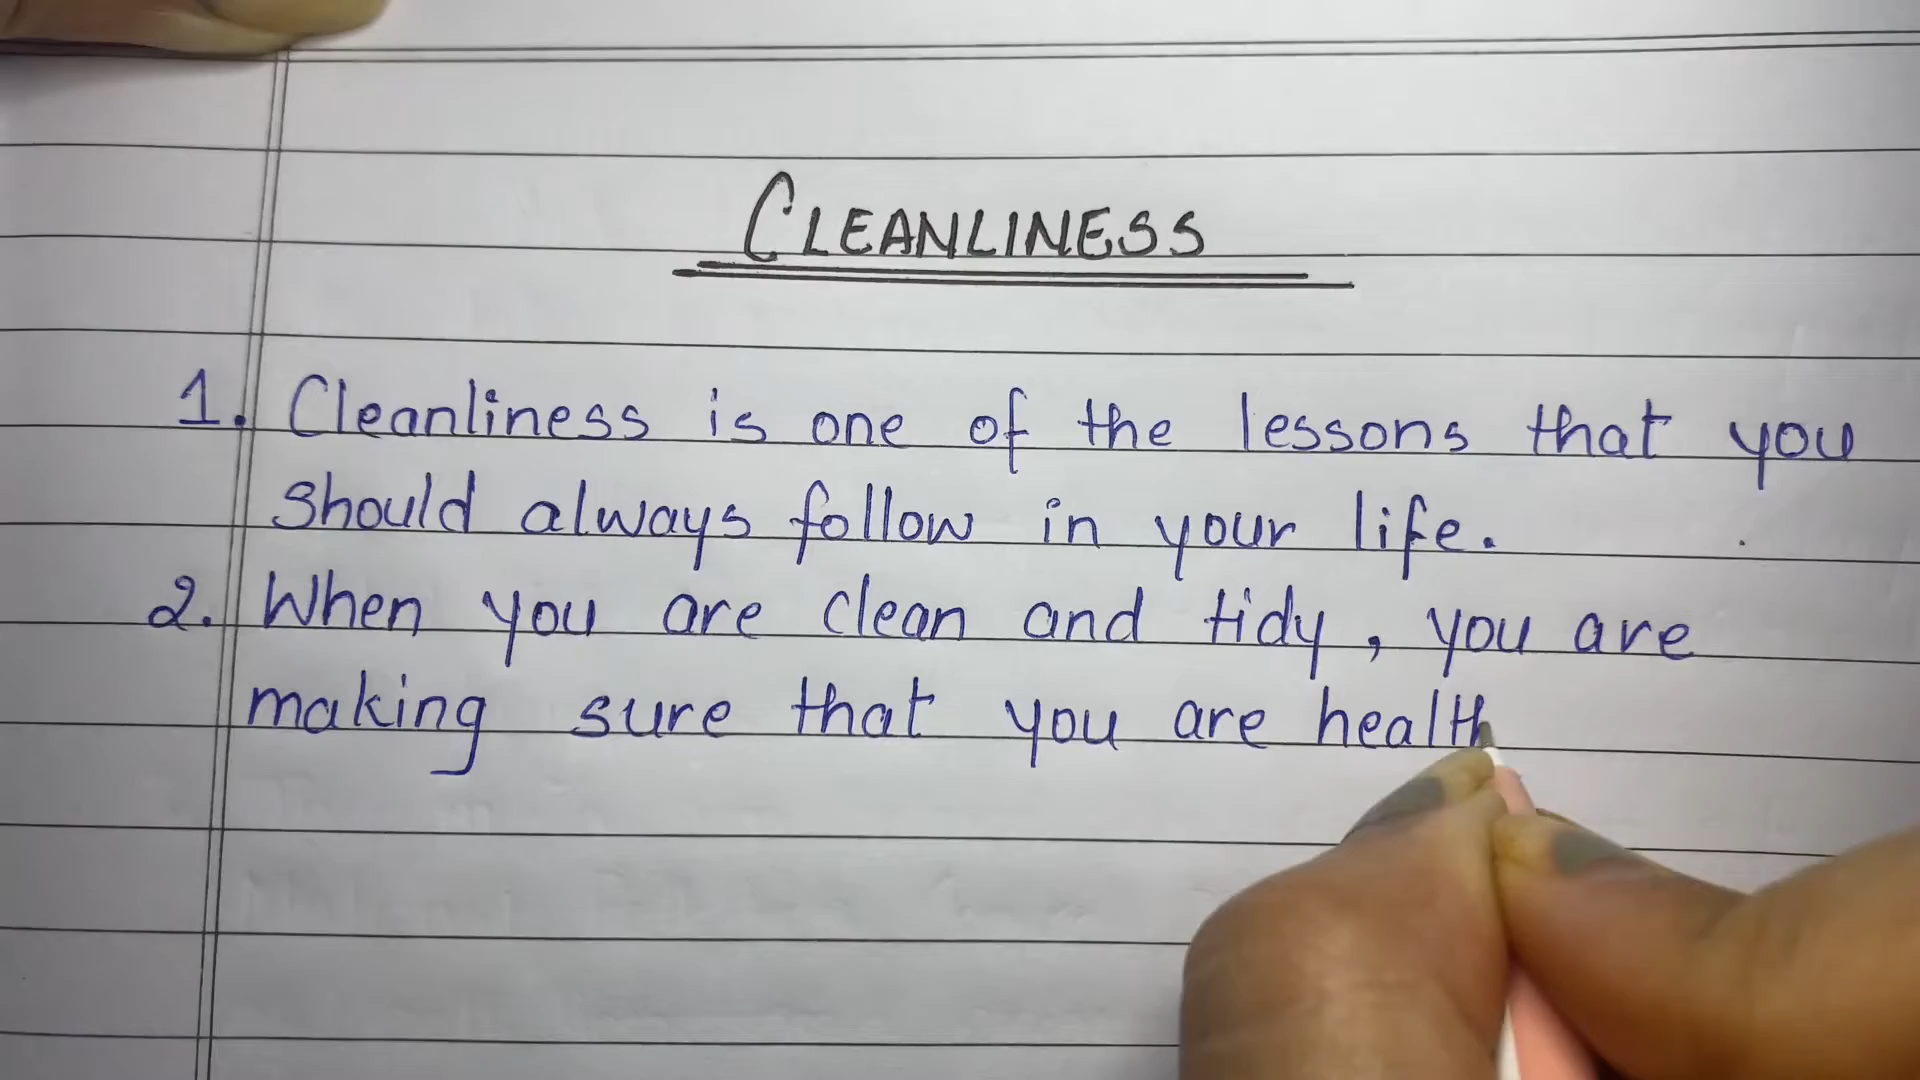 CLEANLINESS
1. Cleanliness is one of the lessons that you
should always follow in your life.
2. When you are clean and tidy, you are
making sure that you are health